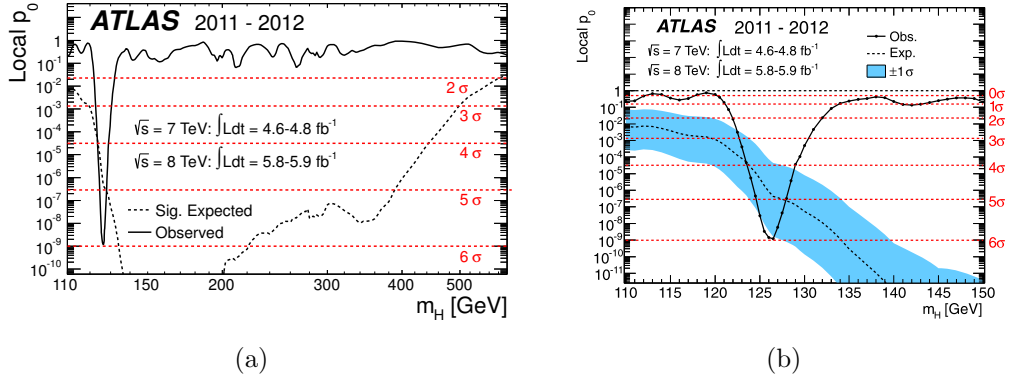 ATLAS 2011 - 2012
Local p0
1
10^-1
10^-2
10^-3
10^-4
10^-5
10^-6
10^-7
10^-8
10^-9
10^-10
√s = 7 TeV: ∫Ldt = 4.6-4.8 fb^-1
√s = 8 TeV: ∫Ldt = 5.8-5.9 fb^-1
Sig. Expected
Observed
2 σ
3 σ
4 σ
5 σ
6 σ
110 200 300 400 500
m_H [GeV]
(a)
ATLAS 2011 - 2012
√s = 7 TeV: ∫Ldt = 4.6-4.8 fb^-1
√s = 8 TeV: ∫Ldt = 5.8-5.9 fb^-1
Obs.
Exp.
±1 σ
Local p0
1
10^-1
10^-2
10^-3
10^-4
10^-5
10^-6
10^-7
10^-8
10^-9
10^-10
10^-11
0σ
1σ
2σ
3σ
4σ
5σ
6σ
110 115 120 125 130 135 140 145 150
m_H [GeV]
(b)